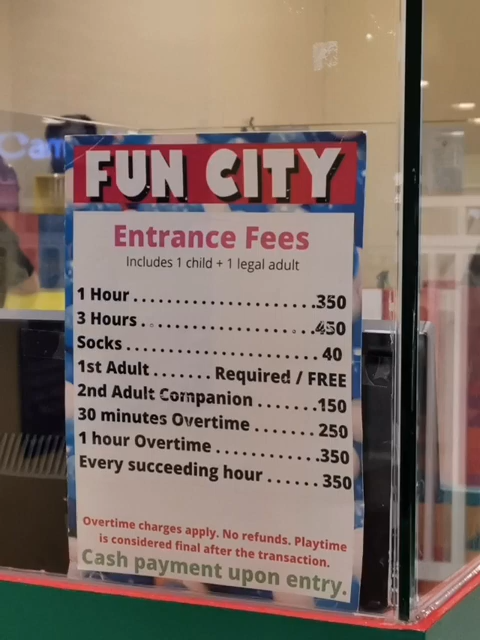 FUN CITY
Entrance Fees
Includes 1 child + 1 legal adult
1 Hour......................350
3 Hours......................450
Socks........................40
1st Adult.......Required / FREE
2nd Adult Companion.......150
30 minutes Overtime.......250
1 hour Overtime............350
Every succeeding hour......350
Overtime charges apply. No refunds. Playtime
is considered final after the transaction.
Cash payment upon entry.